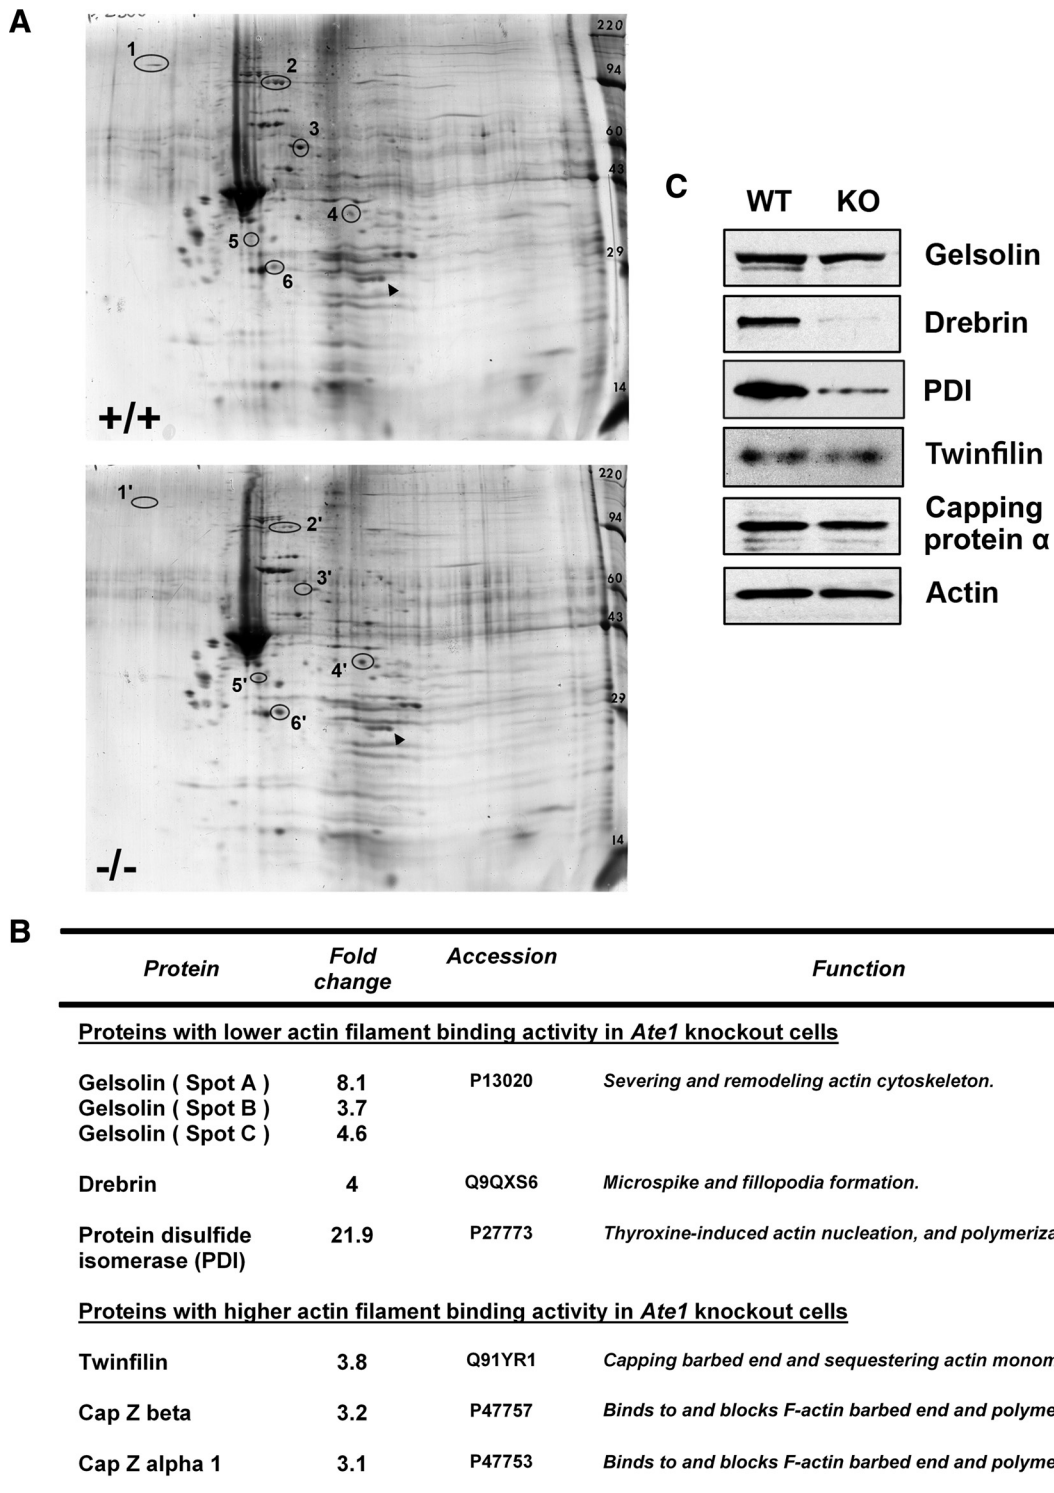 A
1
2
3
4
5
6
220
94
60
43
29
14
+/+
1'
2'
3'
4'
5'
6'
220
94
60
43
29
14
-/-
C
WT KO
Gelsolin
Drebrin
PDI
Twinfilin
Capping
protein α
Actin
B
Protein Fold change Accession Function
Proteins with lower actin filament binding activity in Ate1 knockout cells
Gelsolin ( Spot A ) 8.1 P13020 Severing and remodeling actin cytoskeleton.
Gelsolin ( Spot B ) 3.7
Gelsolin ( Spot C ) 4.6
Drebrin 4 Q9QXS6 Microspike and fillopodia formation.
Protein disulfide 21.9 P27773 Thyroxine-induced actin nucleation, and polymeriza
isomerase (PDI)
Proteins with higher actin filament binding activity in Ate1 knockout cells
Twinfilin 3.8 Q91YR1 Capping barbed end and sequestering actin monom
Cap Z beta 3.2 P47757 Binds to and blocks F-actin barbed end and polyme
Cap Z alpha 1 3.1 P47753 Binds to and blocks F-actin barbed end and polyme